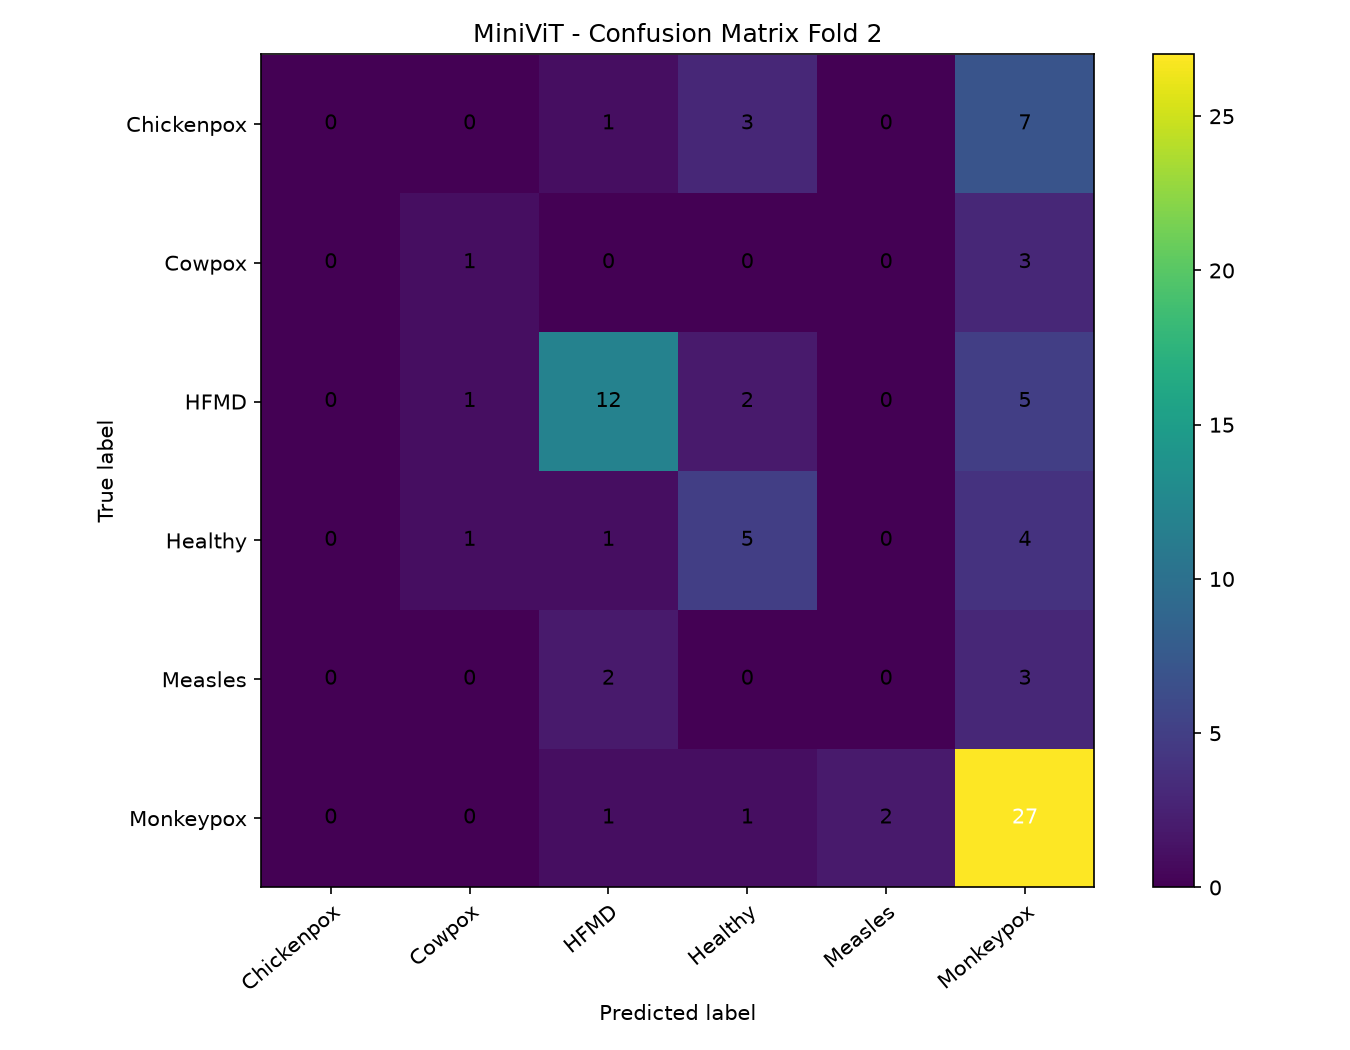 MiniViT - Confusion Matrix Fold 2
True label
Chickenpox 0 0 1 3 0 7
Cowpox 0 1 0 0 0 3
HFMD 0 1 12 2 0 5
Healthy 0 1 1 5 0 4
Measles 0 0 2 0 0 3
Monkeypox 0 0 1 1 2 27
Chickenpox Cowpox HFMD Healthy Measles Monkeypox
Predicted label
25
20
15
10
5
0